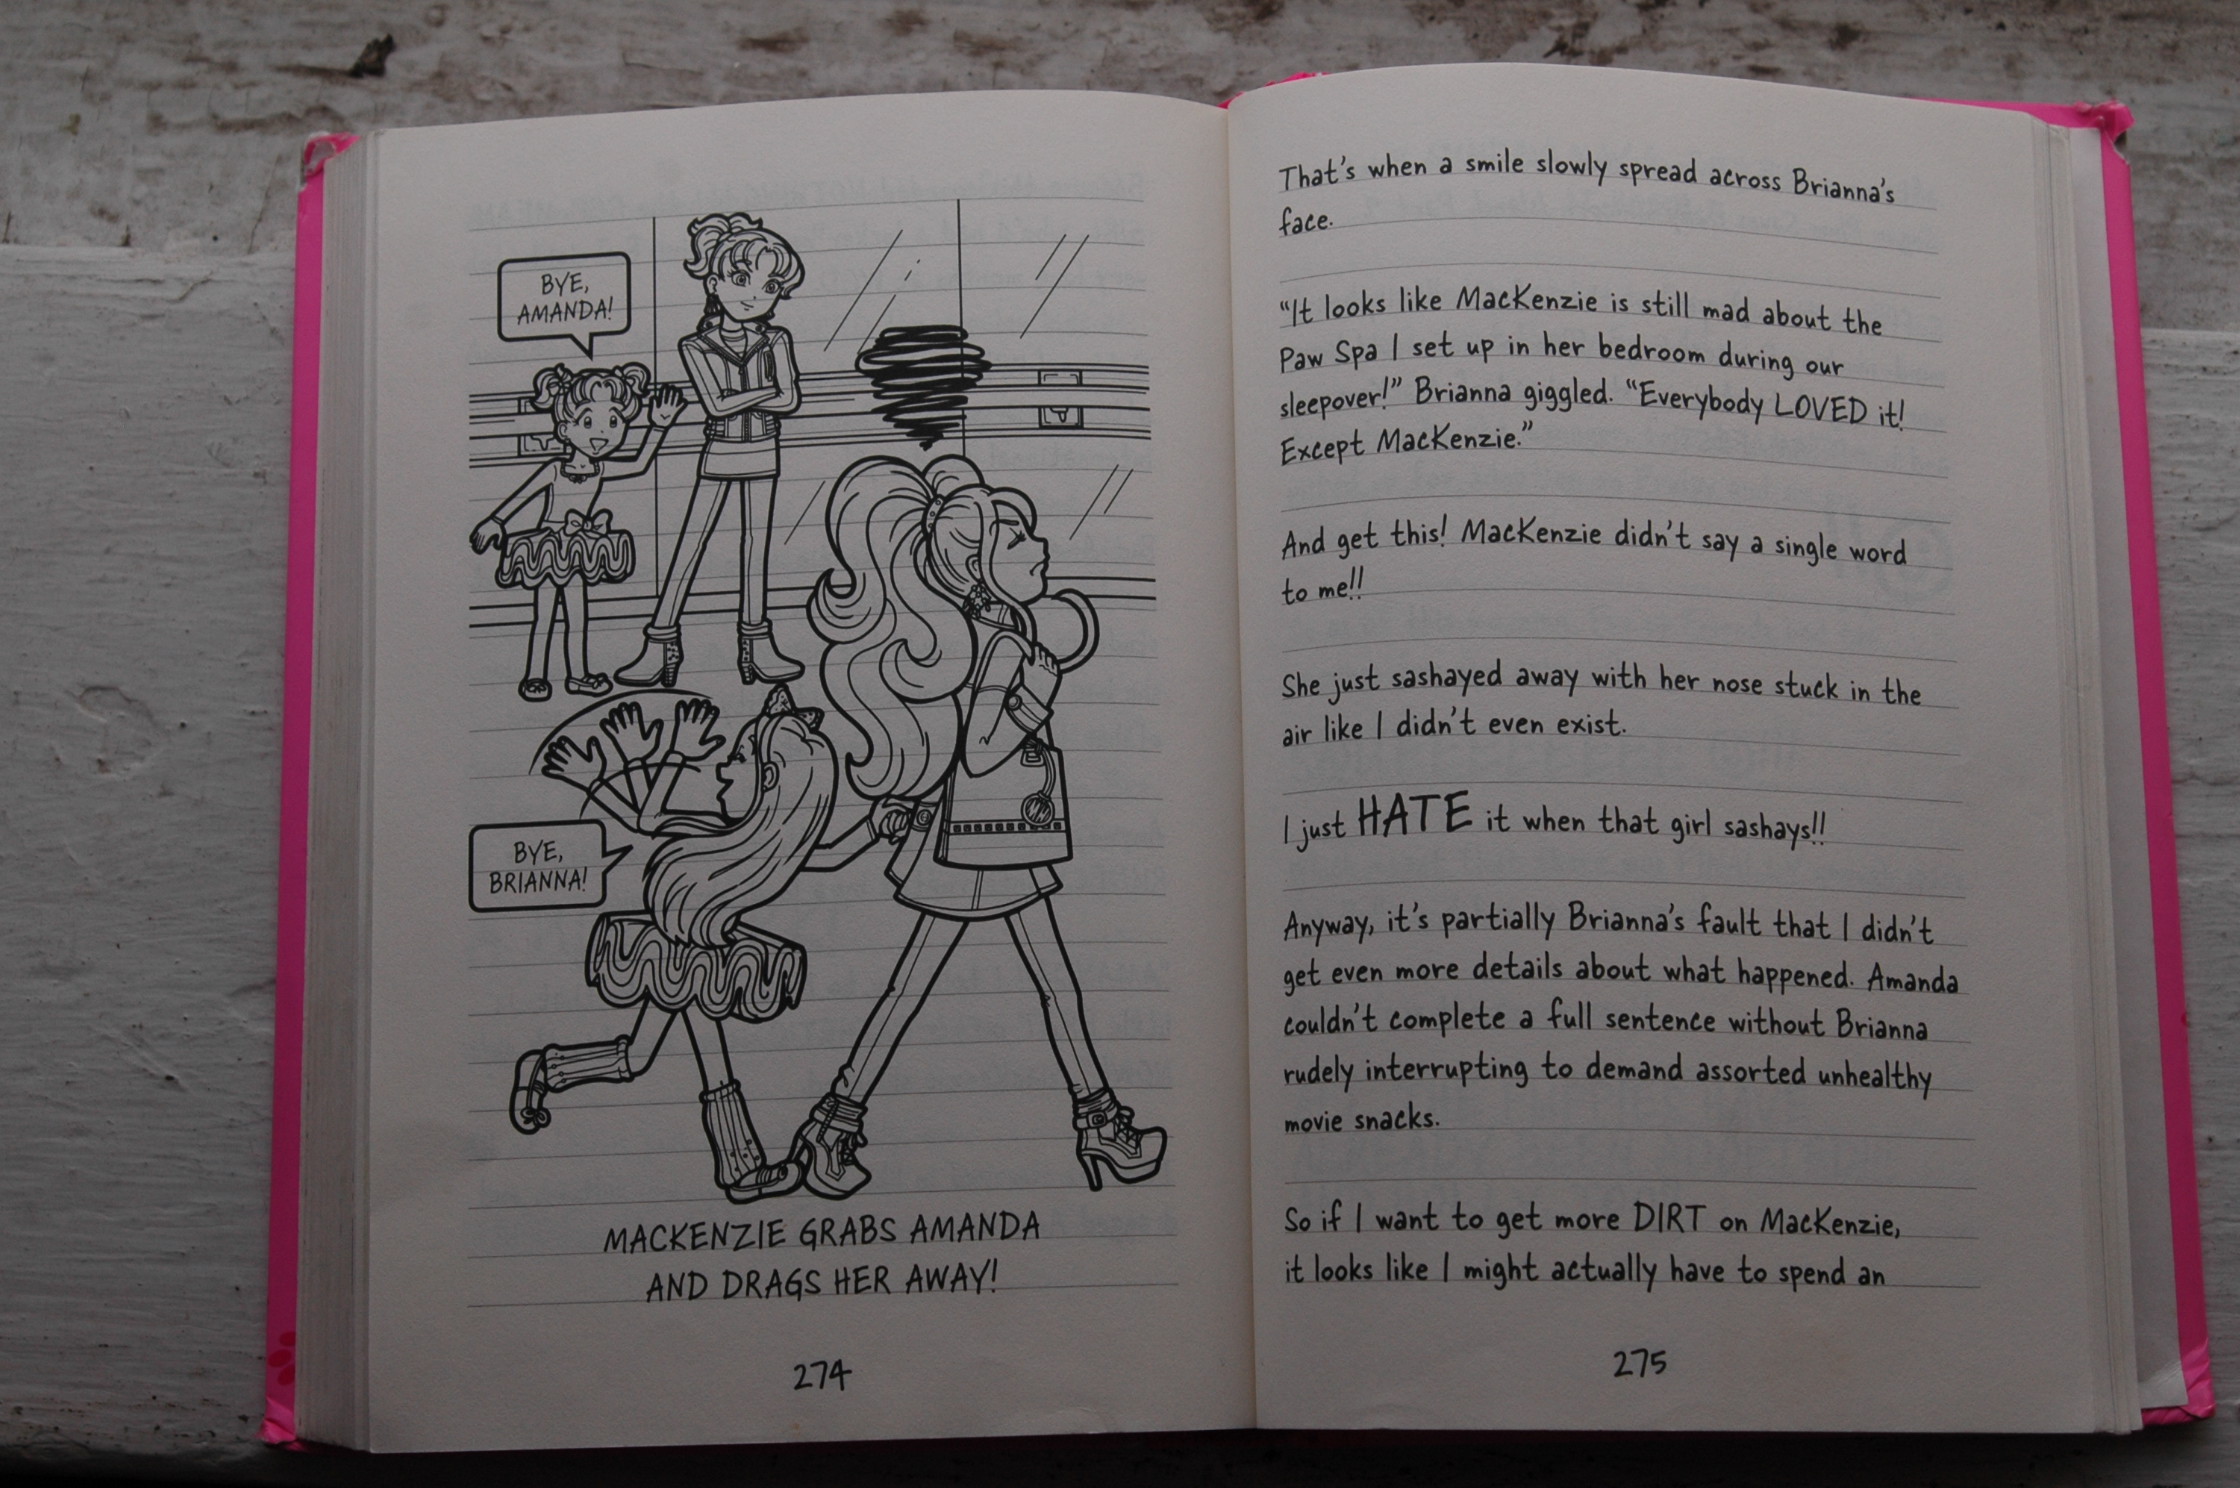 BYE,
AMANDA!
BYE,
BRIANNA!
MACKENZIE GRABS AMANDA
AND DRAGS HER AWAY!
274
That's when a smile slowly spread across Brianna's
face.
“It looks like MacKenzie is still mad about the
Paw Spa I set up in her bedroom during our
sleepover!” Brianna giggled. “Everybody LOVED it!
Except MacKenzie.”
And get this! MacKenzie didn't say a single word
to me!!
She just sashayed away with her nose stuck in the
air like I didn't even exist.
I just HATE it when that girl sashays!!
Anyway, it's partially Brianna's fault that I didn't
get even more details about what happened. Amanda
couldn't complete a full sentence without Brianna
rudely interrupting to demand assorted unhealthy
movie snacks.
So if I want to get more DIRT on MacKenzie,
it looks like I might actually have to spend an
275